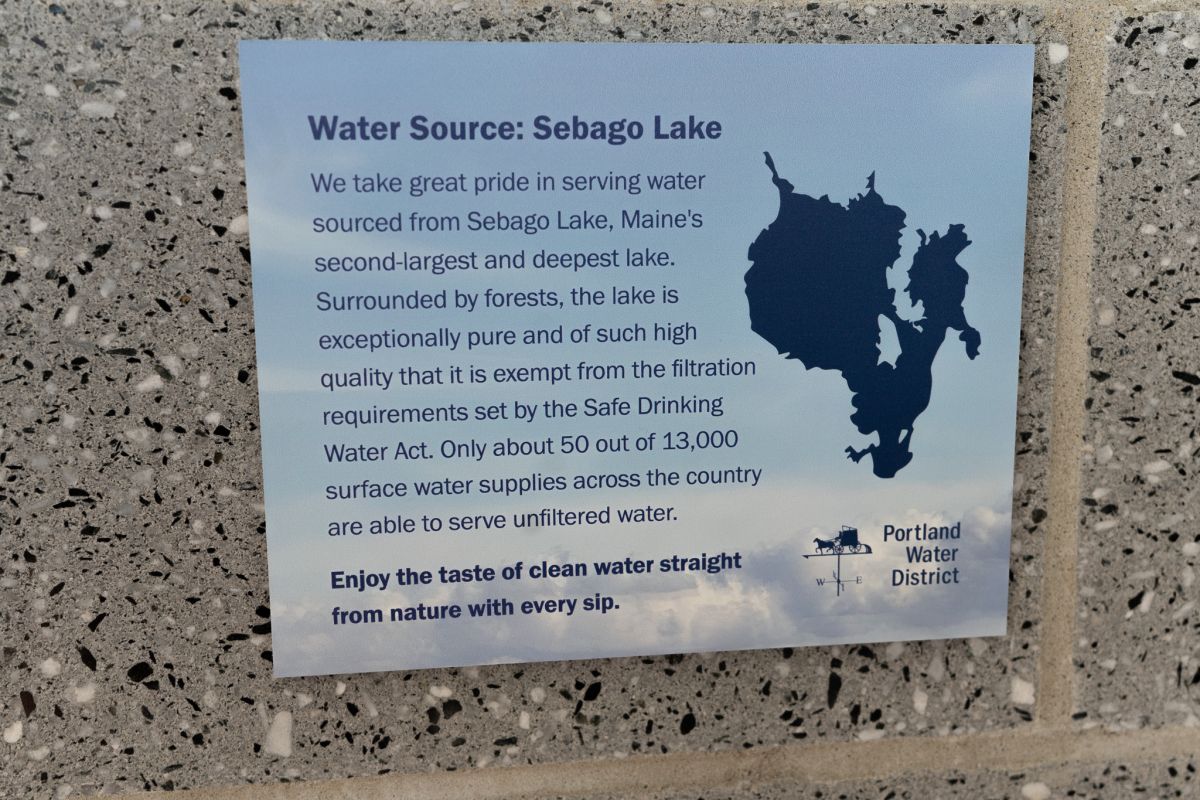 Water Source: Sebago Lake
We take great pride in serving water
sourced from Sebago Lake, Maine's
second-largest and deepest lake.
Surrounded by forests, the lake is
exceptionally pure and of such high
quality that it is exempt from the filtration
requirements set by the Safe Drinking
Water Act. Only about 50 out of 13,000
surface water supplies across the country
are able to serve unfiltered water.
Enjoy the taste of clean water straight
from nature with every sip.
Portland
Water
District
W E